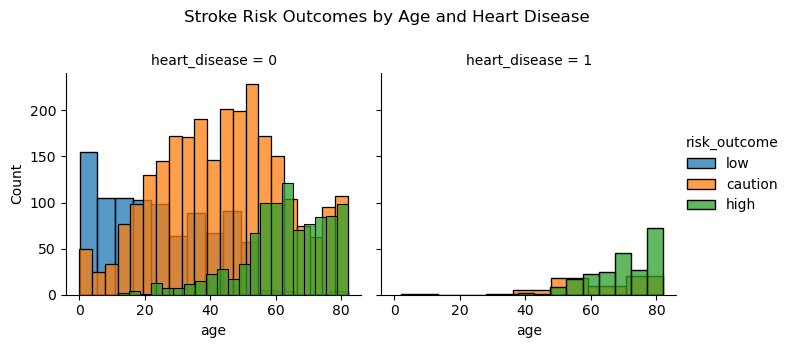 Stroke Risk Outcomes by Age and Heart Disease
heart_disease = 0
heart_disease = 1
Count
200
150
100
50
0
0 20 40 60 80
age
0 20 40 60 80
age
risk_outcome
low
caution
high